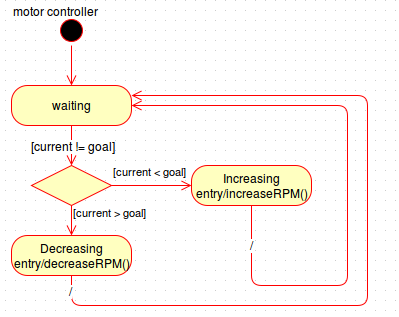 motor controller
waiting
[current != goal]
[current < goal]
Increasing
entry/increaseRPM()
[current > goal]
Decreasing
entry/decreaseRPM()
/
/